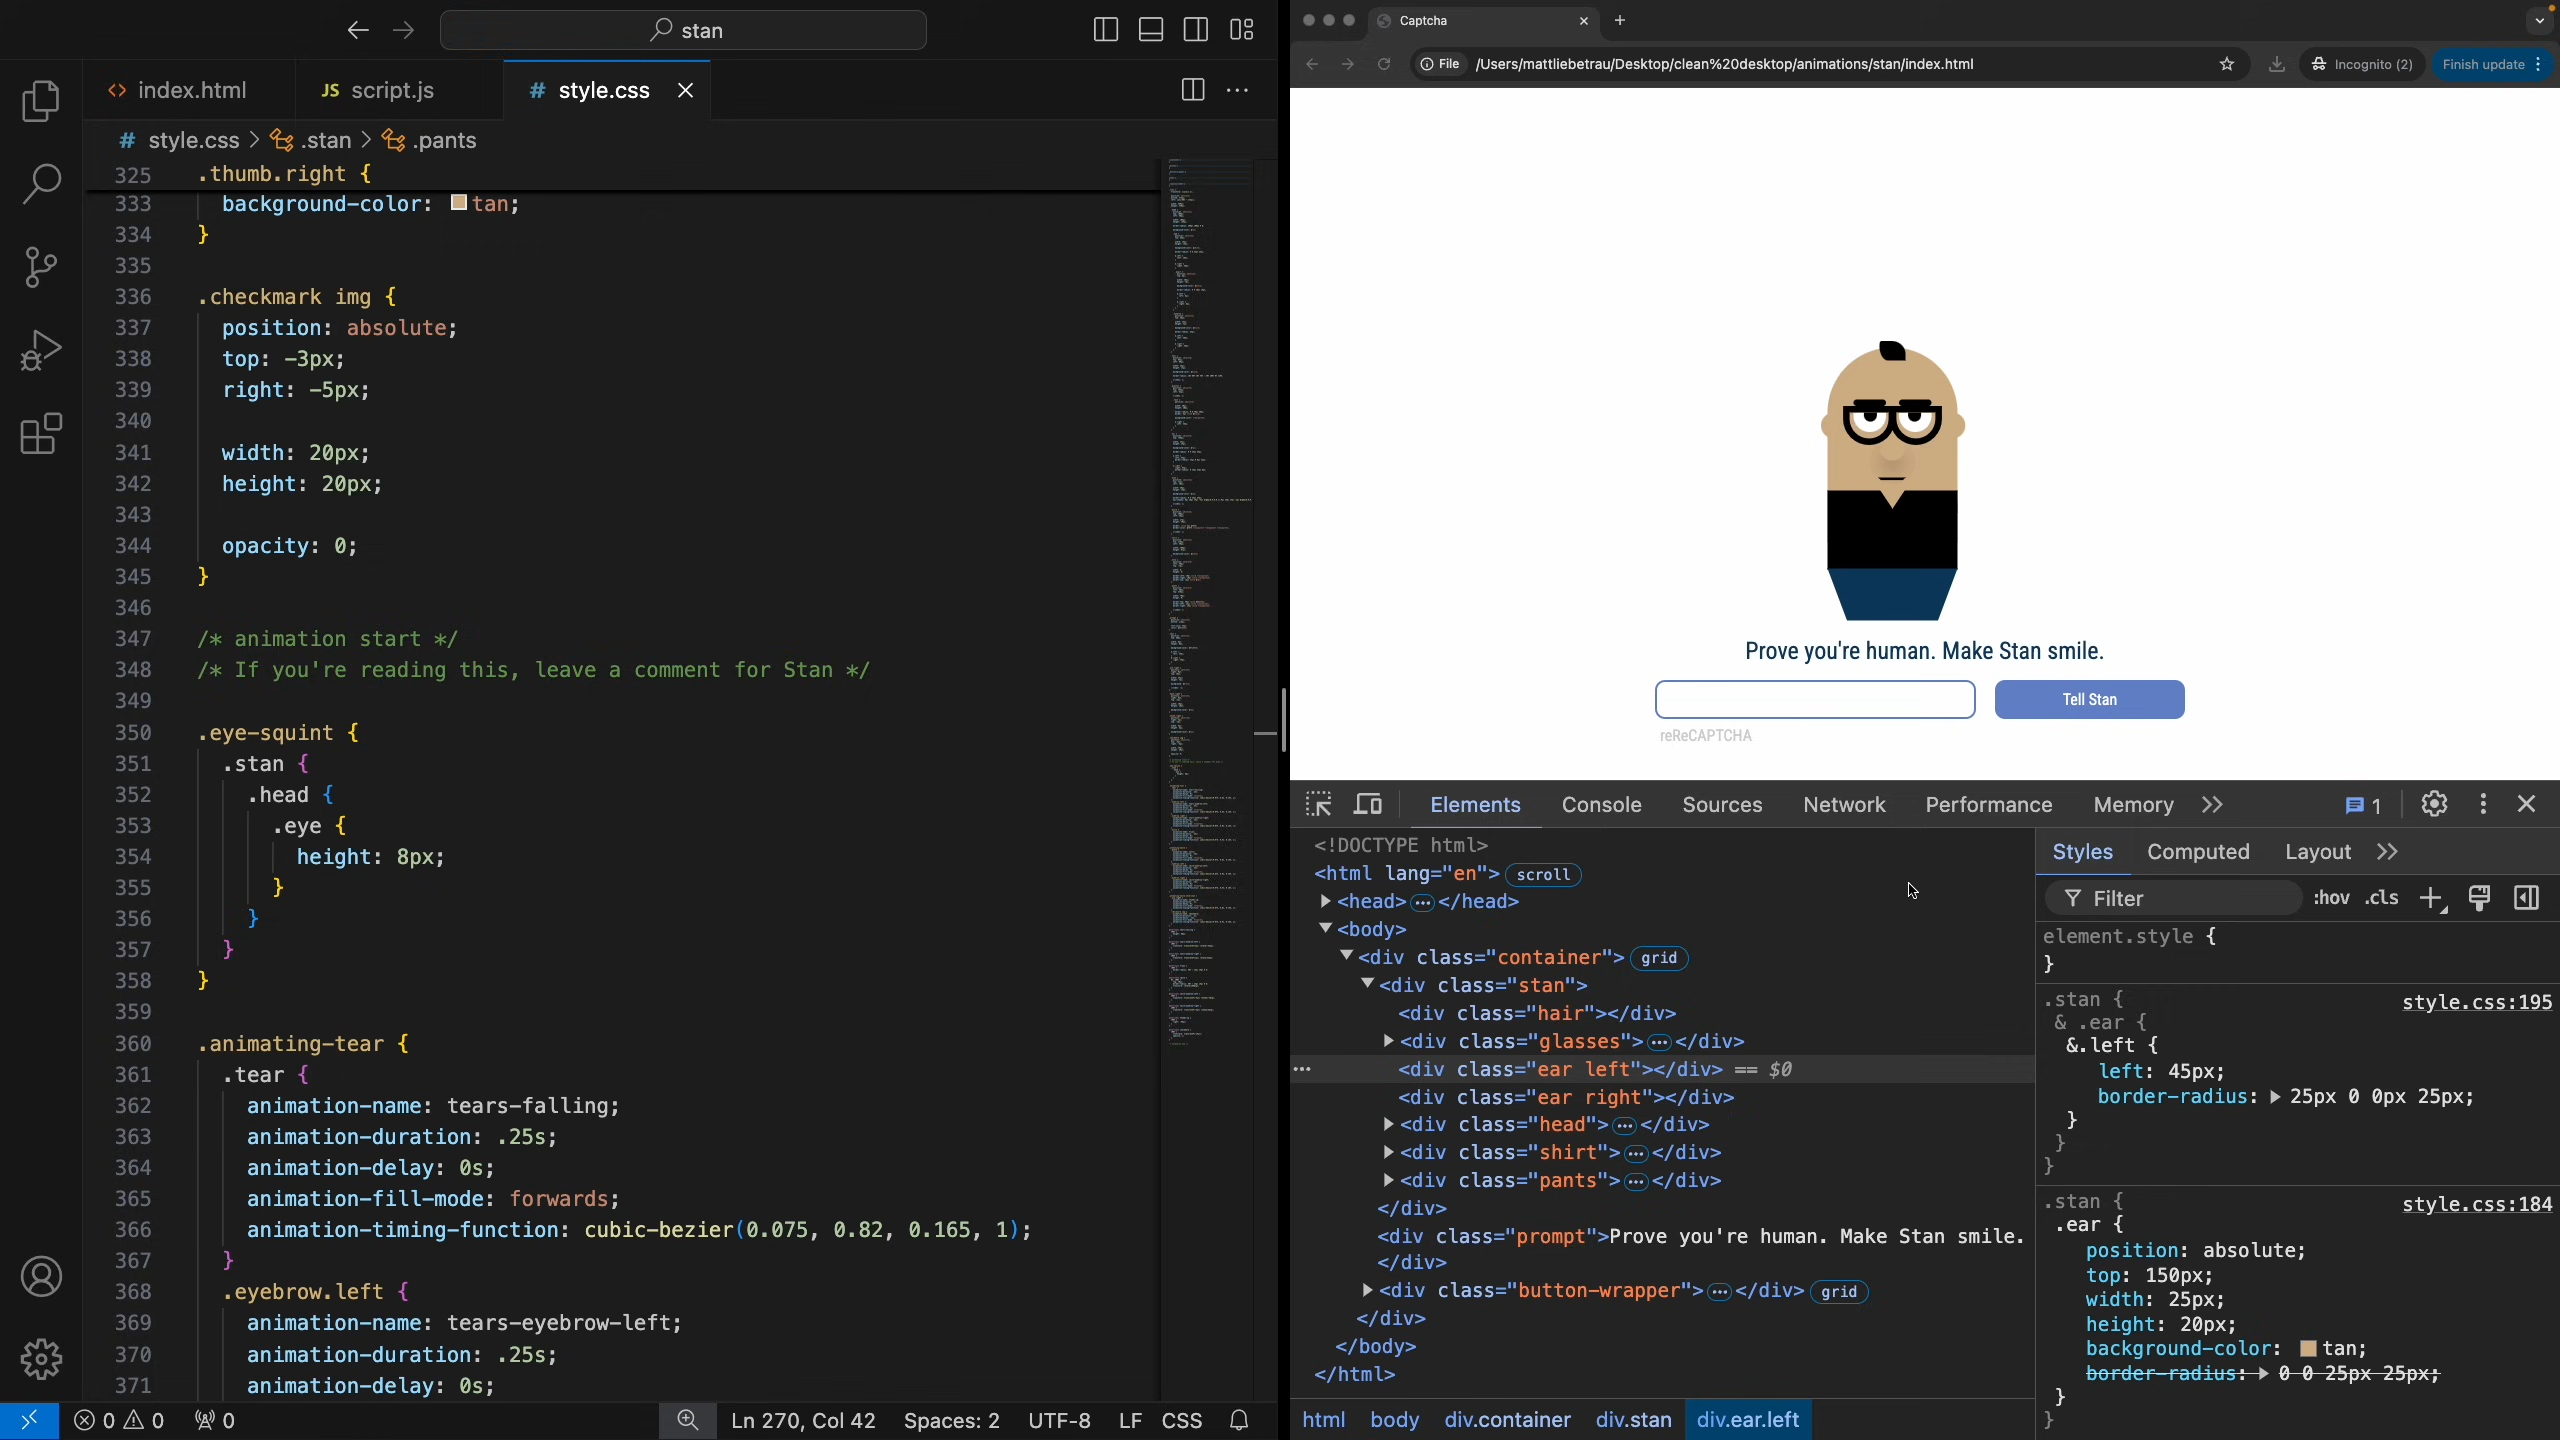 stan
index.html
JS script.js
# style.css
# style.css > .stan > .pants
325 .thumb.right {
333 background-color: tan;
334 }
335
336 .checkmark img {
337 position: absolute;
338 top: -3px;
339 right: -5px;
340
341 width: 20px;
342 height: 20px;
343
344 opacity: 0;
345 }
346
347 /* animation start */
348 /* If you're reading this, leave a comment for Stan */
349
350 .eye-squint {
351 .stan {
352 .head {
353 .eye {
354 height: 8px;
355 }
356 }
357 }
358 }
359
360 .animating-tear {
361 .tear {
362 animation-name: tears-falling;
363 animation-duration: .25s;
364 animation-delay: 0s;
365 animation-fill-mode: forwards;
366 animation-timing-function: cubic-bezier(0.075, 0.82, 0.165, 1);
367 }
368 .eyebrow.left {
369 animation-name: tears-eyebrow-left;
370 animation-duration: .25s;
371 animation-delay: 0s;
0 0 0
Ln 270, Col 42 Spaces: 2 UTF-8 LF CSS
Captcha
File /Users/mattliebetrau/Desktop/clean%20desktop/animations/stan/index.html
Incognito (2)
Finish update
Prove you're human. Make Stan smile.
Tell Stan
reReCAPTCHA
Elements Console Sources Network Performance Memory 1
<!DOCTYPE html>
<html lang="en"> scroll
<head> … </head>
<body>
<div class="container"> grid
<div class="stan">
<div class="hair"></div>
<div class="glasses"> … </div>
… <div class="ear left"></div> == $0
<div class="ear right"></div>
<div class="head"> … </div>
<div class="shirt"> … </div>
<div class="pants"> … </div>
</div>
<div class="prompt">Prove you're human. Make Stan smile.
</div>
<div class="button-wrapper"> … </div> grid
</div>
</body>
</html>
html body div.container div.stan div.ear.left
Styles Computed Layout
Filter :hov .cls
element.style {
}
.stan { style.css:195
& .ear {
&.left {
left: 45px;
border-radius: 25px 0 0px 25px;
}
}
}
.stan { style.css:184
.ear {
position: absolute;
top: 150px;
width: 25px;
height: 20px;
background-color: tan;
border-radius: 0 0 25px 25px;
}
}